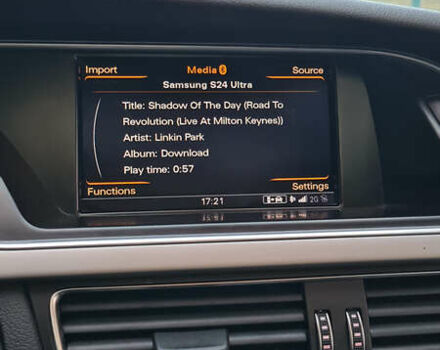 Import Media Source
Samsung S24 Ultra
Title: Shadow Of The Day (Road To
Revolution (Live At Milton Keynes))
Artist: Linkin Park
Album: Download
Play time: 0:57
Functions Settings
17:21 2G